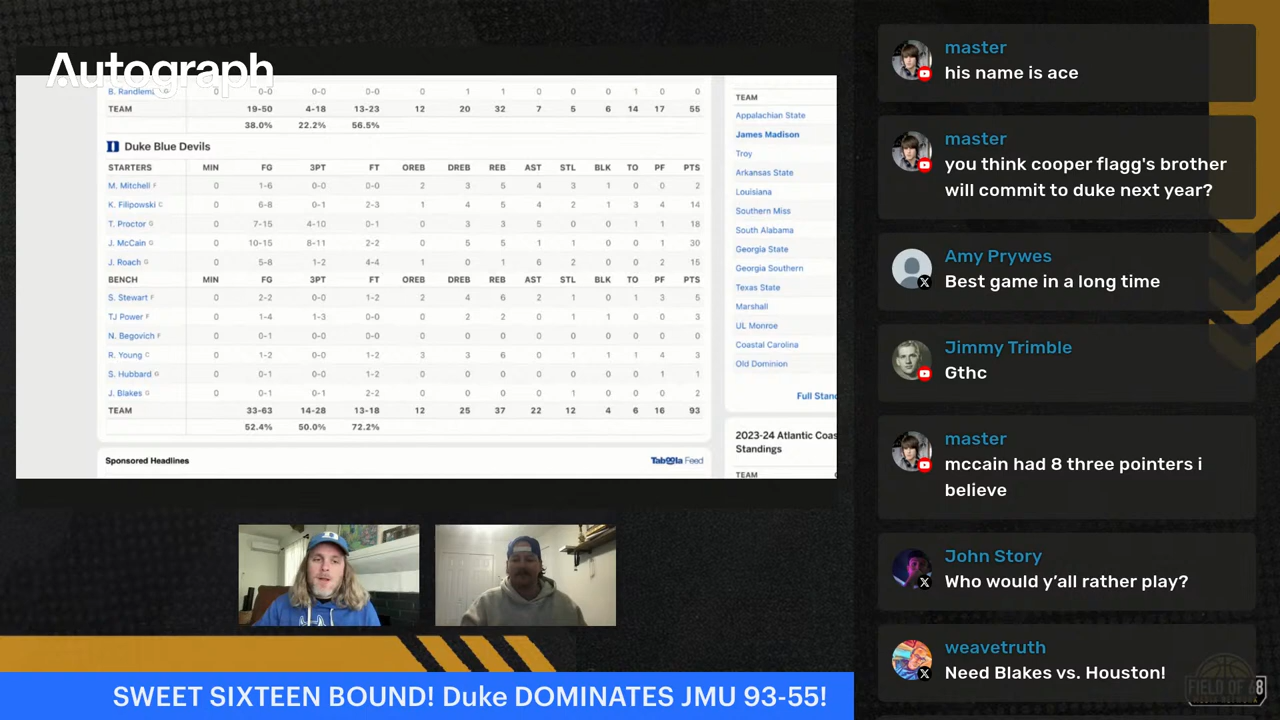 Autograph
B. Randleman 0 0-0 0-0 0-0 0 1 1 0 0 0 1 0 0
TEAM 19-50 4-18 13-23 12 20 32 7 5 6 14 17 55
38.0% 22.2% 56.5%
Duke Blue Devils
STARTERS MIN FG 3PT FT OREB DREB REB AST STL BLK TO PF PTS
M. Mitchell F 0 1-6 0-0 0-0 2 3 5 4 3 1 0 0 2
K. Filipowski C 0 6-8 0-1 2-3 1 4 5 4 2 1 3 4 14
T. Proctor G 0 7-15 4-10 0-1 0 3 3 5 0 0 1 1 18
J. McCain G 0 10-15 8-11 2-2 0 5 5 1 0 0 0 1 30
J. Roach G 0 5-8 1-2 4-4 1 0 1 6 2 0 0 2 15
BENCH MIN FG 3PT FT OREB DREB REB AST STL BLK TO PF PTS
S. Stewart F 0 2-2 0-0 1-2 2 4 6 2 1 0 1 3 5
TJ Power F 0 1-4 1-3 0-0 0 2 2 0 1 1 0 0 3
N. Begovich F 0 0-1 0-0 0-0 0 0 0 0 0 0 0 0 0
R. Young C 0 1-2 0-0 1-2 3 3 6 0 1 1 1 4 3
S. Hubbard G 0 0-1 0-0 1-2 0 0 0 0 0 0 0 1 1
J. Blakes G 0 0-1 0-1 2-2 0 0 0 0 1 0 0 0 2
TEAM 33-63 14-28 13-18 12 25 37 22 12 4 6 16 93
52.4% 50.0% 72.2%
Sponsored Headlines
Taboola Feed
TEAM
Appalachian State
James Madison
Troy
Arkansas State
Louisiana
Southern Miss
South Alabama
Georgia State
Georgia Southern
Texas State
Marshall
UL Monroe
Coastal Carolina
Old Dominion
Full Stan
2023-24 Atlantic Coas
Standings
TEAM
master
his name is ace
master
you think cooper flagg's brother
will commit to duke next year?
Amy Prywes
Best game in a long time
Jimmy Trimble
Gthc
master
mccain had 8 three pointers i
believe
John Story
Who would y'all rather play?
weavetruth
Need Blakes vs. Houston!
FIELD OF 68
MEDIA NETWORK
SWEET SIXTEEN BOUND! Duke DOMINATES JMU 93-55!